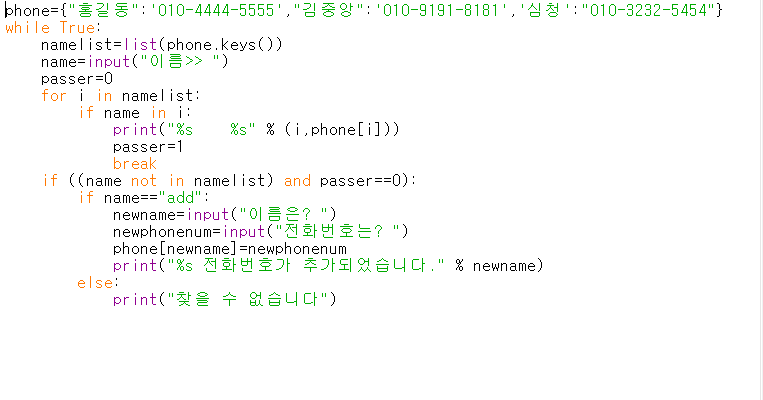 phone={"홍길동":'010-4444-5555',"김중앙":'010-9191-8181','심청':"010-3232-5454"}
while True:
    namelist=list(phone.keys())
    name=input("이름>> ")
    passer=0
    for i in namelist:
        if name in i:
            print("%s    %s" % (i,phone[i]))
            passer=1
            break
    if ((name not in namelist) and passer==0):
        if name=="add":
            newname=input("이름은? ")
            newphonenum=input("전화번호는? ")
            phone[newname]=newphonenum
            print("%s 전화번호가 추가되었습니다." % newname)
        else:
            print("찾을 수 없습니다")